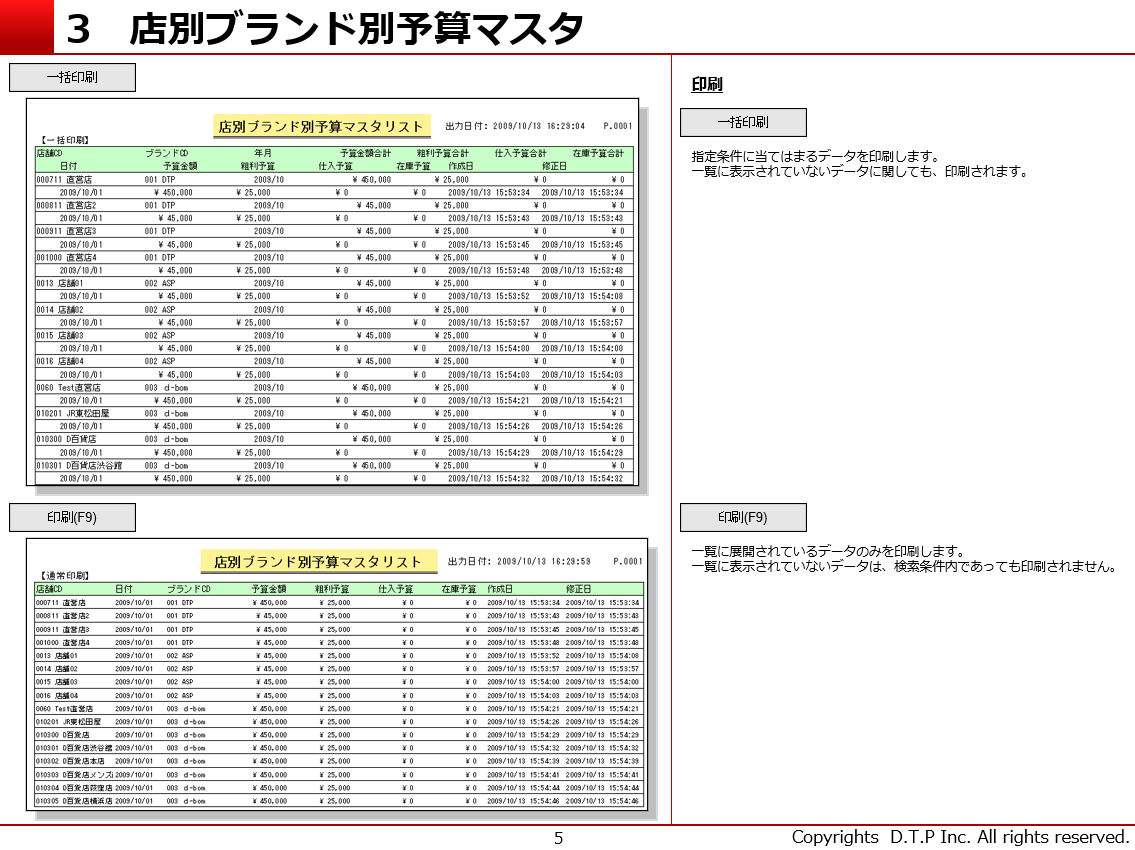 3　店別ブランド別予算マスタ
一括印刷
店別ブランド別予算マスタリスト　出力日付: 2009/10/13 16:29:04　P.0001
【一括印刷】
店舗CD　ブランドCD　年月　予算金額合計　粗利予算合計　仕入予算合計　在庫予算合計
日付　予算金額　粗利予算　仕入予算　在庫予算　作成日　修正日
000711 直営店　001 DTP　2009/10　¥ 450,000　¥ 25,000　¥ 0　¥ 0
2009/10/01　¥ 450,000　¥ 25,000　¥ 0　¥ 0　2009/10/13 15:53:34　2009/10/13 15:53:34
000811 直営店2　001 DTP　2009/10　¥ 45,000　¥ 25,000　¥ 0　¥ 0
2009/10/01　¥ 45,000　¥ 25,000　¥ 0　¥ 0　2009/10/13 15:53:43　2009/10/13 15:53:43
000911 直営店3　001 DTP　2009/10　¥ 45,000　¥ 25,000　¥ 0　¥ 0
2009/10/01　¥ 45,000　¥ 25,000　¥ 0　¥ 0　2009/10/13 15:53:45　2009/10/13 15:53:45
001000 直営店4　001 DTP　2009/10　¥ 45,000　¥ 25,000　¥ 0　¥ 0
2009/10/01　¥ 45,000　¥ 25,000　¥ 0　¥ 0　2009/10/13 15:53:48　2009/10/13 15:53:48
0013 店舗01　002 ASP　2009/10　¥ 45,000　¥ 25,000　¥ 0　¥ 0
2009/10/01　¥ 45,000　¥ 25,000　¥ 0　¥ 0　2009/10/13 15:53:52　2009/10/13 15:54:08
0014 店舗02　002 ASP　2009/10　¥ 45,000　¥ 25,000　¥ 0　¥ 0
2009/10/01　¥ 45,000　¥ 25,000　¥ 0　¥ 0　2009/10/13 15:53:57　2009/10/13 15:53:57
0015 店舗03　002 ASP　2009/10　¥ 45,000　¥ 25,000　¥ 0　¥ 0
2009/10/01　¥ 45,000　¥ 25,000　¥ 0　¥ 0　2009/10/13 15:54:00　2009/10/13 15:54:00
0016 店舗04　002 ASP　2009/10　¥ 45,000　¥ 25,000　¥ 0　¥ 0
2009/10/01　¥ 45,000　¥ 25,000　¥ 0　¥ 0　2009/10/13 15:54:03　2009/10/13 15:54:03
0060 Test直営店　003 d-bom　2009/10　¥ 450,000　¥ 25,000　¥ 0　¥ 0
2009/10/01　¥ 450,000　¥ 25,000　¥ 0　¥ 0　2009/10/13 15:54:21　2009/10/13 15:54:21
010201 JR東松田屋　003 d-bom　2009/10　¥ 450,000　¥ 25,000　¥ 0　¥ 0
2009/10/01　¥ 450,000　¥ 25,000　¥ 0　¥ 0　2009/10/13 15:54:26　2009/10/13 15:54:26
010300 D百貨店　003 d-bom　2009/10　¥ 450,000　¥ 25,000　¥ 0　¥ 0
2009/10/01　¥ 450,000　¥ 25,000　¥ 0　¥ 0　2009/10/13 15:54:29　2009/10/13 15:54:29
010301 D百貨店渋谷館　003 d-bom　2009/10　¥ 450,000　¥ 25,000　¥ 0　¥ 0
2009/10/01　¥ 450,000　¥ 25,000　¥ 0　¥ 0　2009/10/13 15:54:32　2009/10/13 15:54:32
印刷(F9)
店別ブランド別予算マスタリスト　出力日付: 2009/10/13 16:29:59　P.0001
【通常印刷】
店舗CD　日付　ブランドCD　予算金額　粗利予算　仕入予算　在庫予算　作成日　修正日
000711 直営店　2009/10/01　001 DTP　¥ 450,000　¥ 25,000　¥ 0　¥ 0　2009/10/13 15:53:34　2009/10/13 15:53:34
000811 直営店2　2009/10/01　001 DTP　¥ 45,000　¥ 25,000　¥ 0　¥ 0　2009/10/13 15:53:43　2009/10/13 15:53:43
000911 直営店3　2009/10/01　001 DTP　¥ 45,000　¥ 25,000　¥ 0　¥ 0　2009/10/13 15:53:45　2009/10/13 15:53:45
001000 直営店4　2009/10/01　001 DTP　¥ 45,000　¥ 25,000　¥ 0　¥ 0　2009/10/13 15:53:48　2009/10/13 15:53:48
0013 店舗01　2009/10/01　002 ASP　¥ 45,000　¥ 25,000　¥ 0　¥ 0　2009/10/13 15:53:52　2009/10/13 15:54:08
0014 店舗02　2009/10/01　002 ASP　¥ 45,000　¥ 25,000　¥ 0　¥ 0　2009/10/13 15:53:57　2009/10/13 15:53:57
0015 店舗03　2009/10/01　002 ASP　¥ 45,000　¥ 25,000　¥ 0　¥ 0　2009/10/13 15:54:00　2009/10/13 15:54:00
0016 店舗04　2009/10/01　002 ASP　¥ 45,000　¥ 25,000　¥ 0　¥ 0　2009/10/13 15:54:03　2009/10/13 15:54:03
0060 Test直営店　2009/10/01　003 d-bom　¥ 450,000　¥ 25,000　¥ 0　¥ 0　2009/10/13 15:54:21　2009/10/13 15:54:21
010201 JR東松田屋　2009/10/01　003 d-bom　¥ 450,000　¥ 25,000　¥ 0　¥ 0　2009/10/13 15:54:26　2009/10/13 15:54:26
010300 D百貨店　2009/10/01　003 d-bom　¥ 450,000　¥ 25,000　¥ 0　¥ 0　2009/10/13 15:54:29　2009/10/13 15:54:29
010301 D百貨店渋谷館　2009/10/01　003 d-bom　¥ 450,000　¥ 25,000　¥ 0　¥ 0　2009/10/13 15:54:32　2009/10/13 15:54:32
010302 D百貨店本店　2009/10/01　003 d-bom　¥ 450,000　¥ 25,000　¥ 0　¥ 0　2009/10/13 15:54:39　2009/10/13 15:54:39
010303 D百貨店メンズ　2009/10/01　003 d-bom　¥ 450,000　¥ 25,000　¥ 0　¥ 0　2009/10/13 15:54:41　2009/10/13 15:54:41
010304 D百貨店荻窪店　2009/10/01　003 d-bom　¥ 450,000　¥ 25,000　¥ 0　¥ 0　2009/10/13 15:54:44　2009/10/13 15:54:44
010305 D百貨店横浜店　2009/10/01　003 d-bom　¥ 450,000　¥ 25,000　¥ 0　¥ 0　2009/10/13 15:54:46　2009/10/13 15:54:46
印刷
一括印刷
指定条件に当てはまるデータを印刷します。
一覧に表示されていないデータに関しても、印刷されます。
印刷(F9)
一覧に展開されているデータのみを印刷します。
一覧に表示されていないデータは、検索条件内であっても印刷されません。
5
Copyrights D.T.P Inc. All rights reserved.